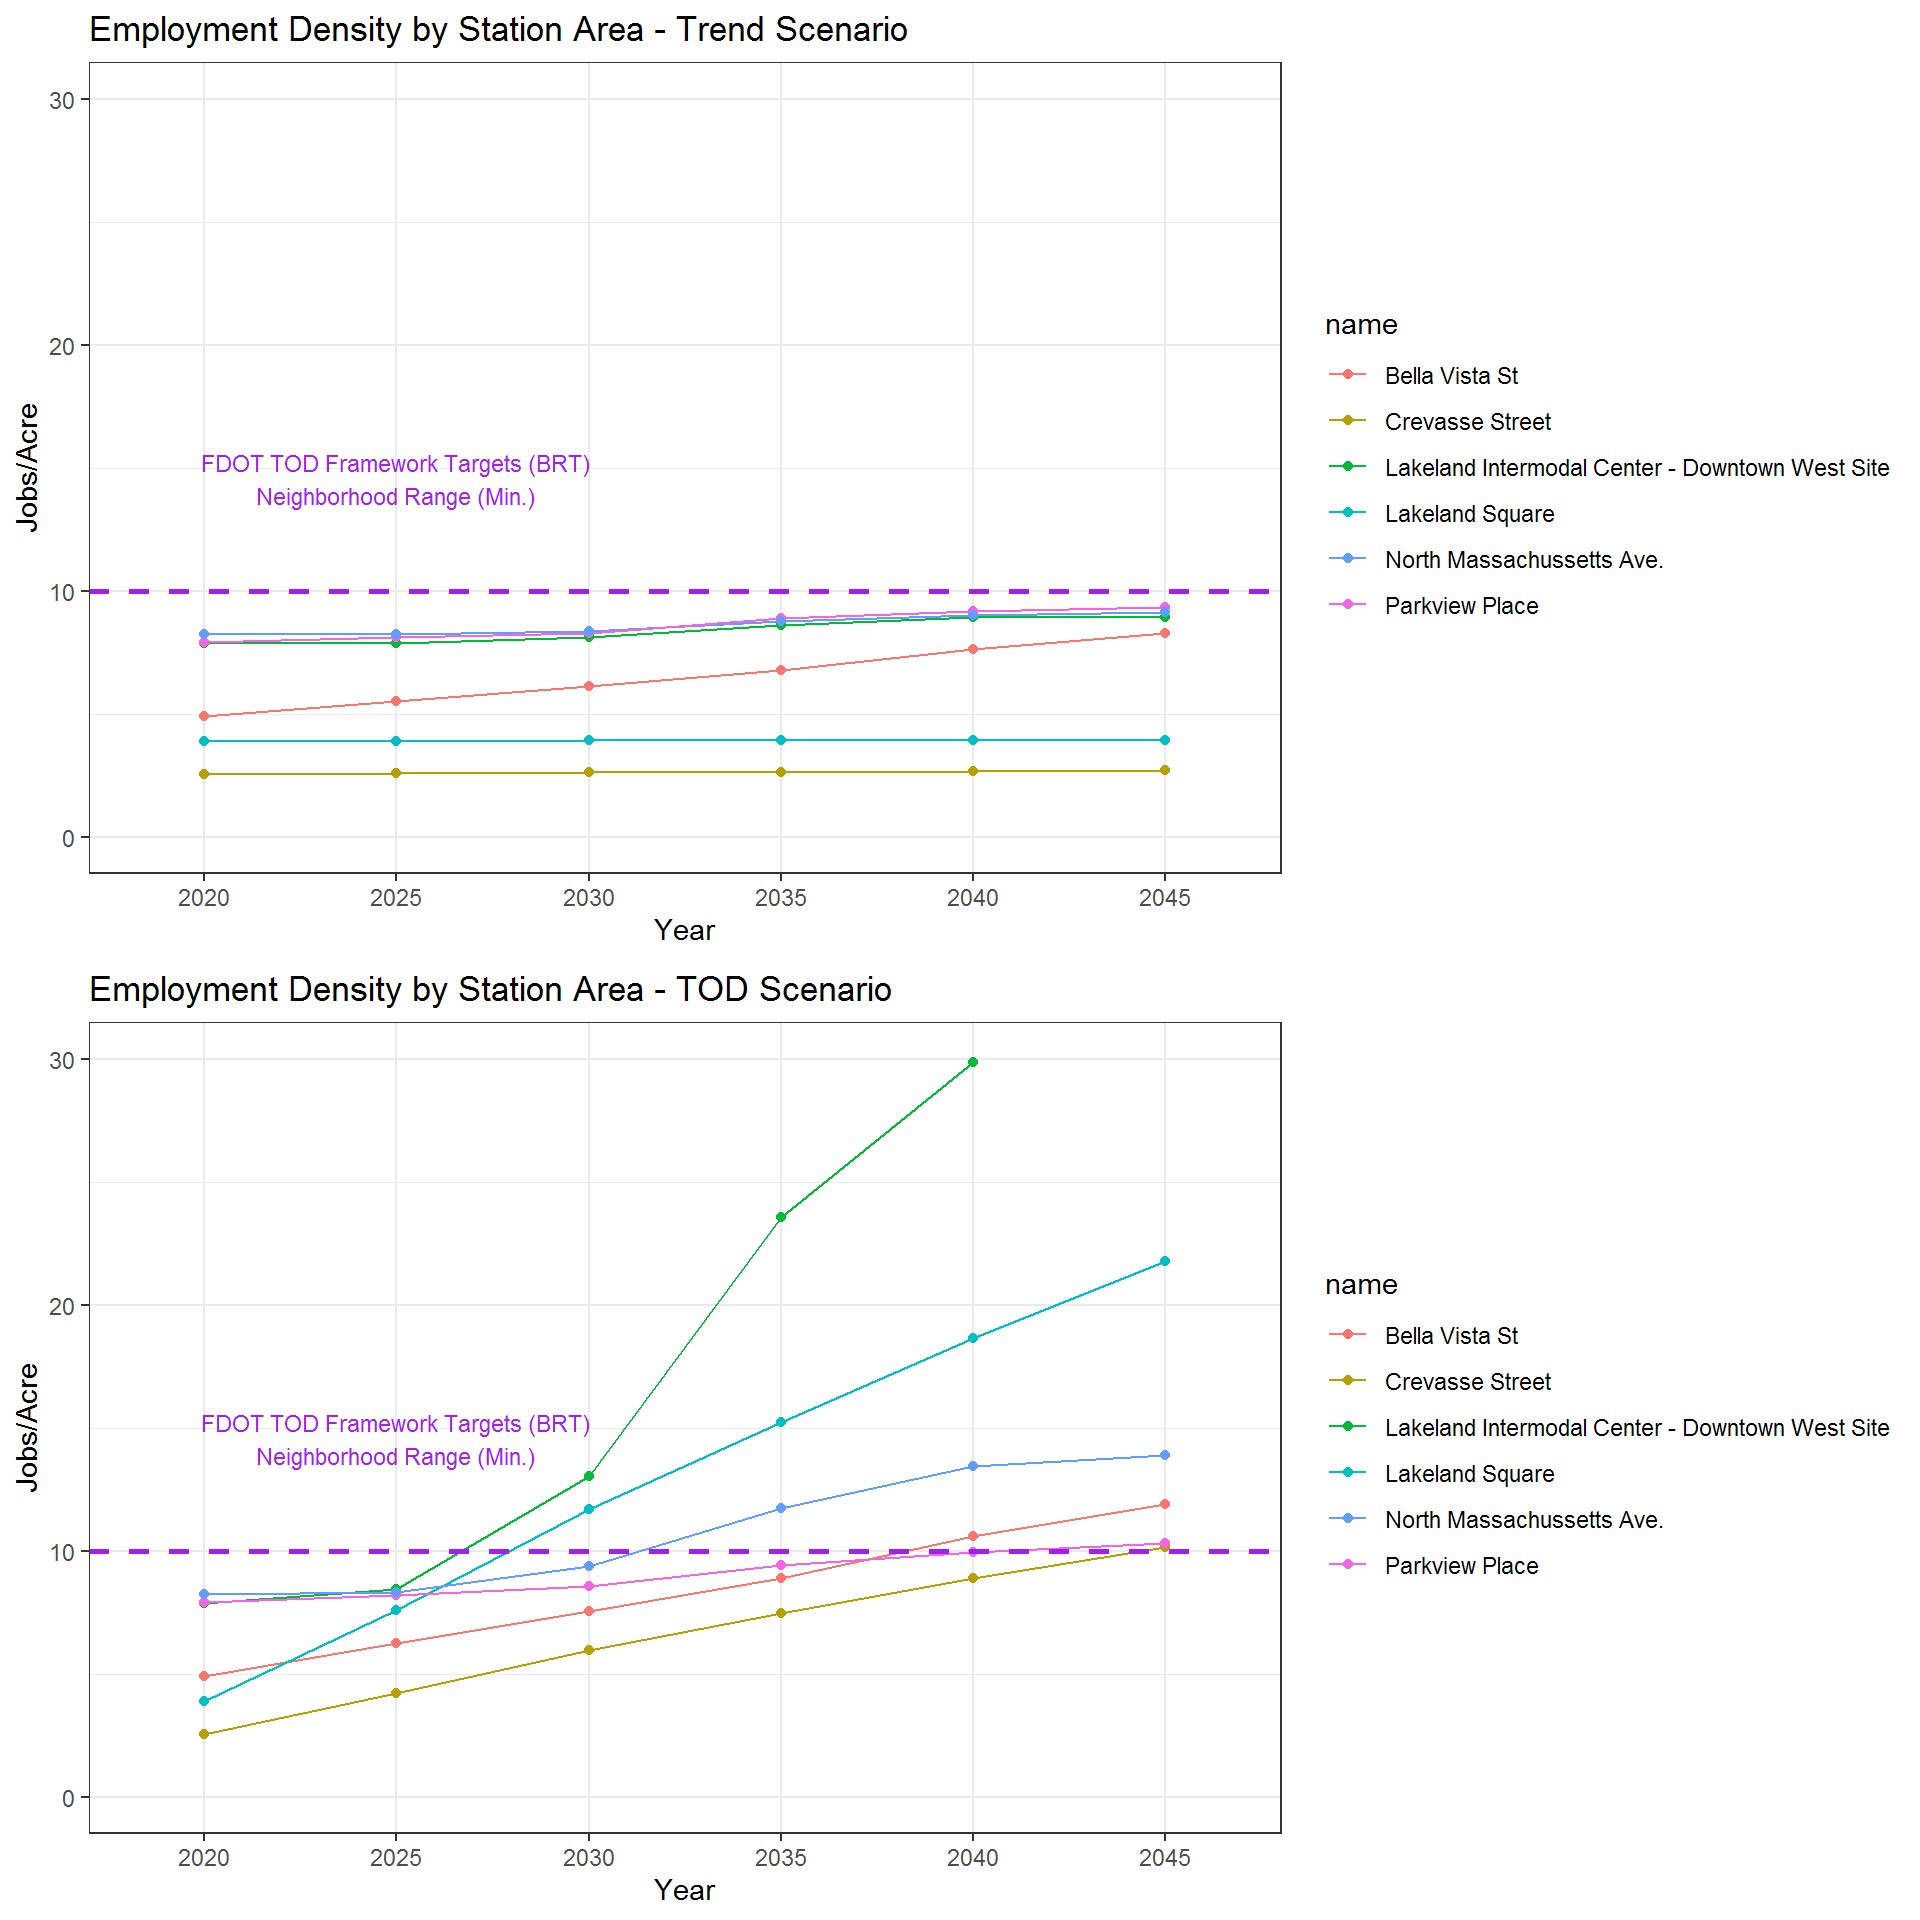 Employment Density by Station Area - Trend Scenario
30
20
10
0
Jobs/Acre
FDOT TOD Framework Targets (BRT)
Neighborhood Range (Min.)
2020 2025 2030 2035 2040 2045
Year
name
Bella Vista St
Crevasse Street
Lakeland Intermodal Center - Downtown West Site
Lakeland Square
North Massachussetts Ave.
Parkview Place
Employment Density by Station Area - TOD Scenario
30
20
10
0
Jobs/Acre
FDOT TOD Framework Targets (BRT)
Neighborhood Range (Min.)
2020 2025 2030 2035 2040 2045
Year
name
Bella Vista St
Crevasse Street
Lakeland Intermodal Center - Downtown West Site
Lakeland Square
North Massachussetts Ave.
Parkview Place